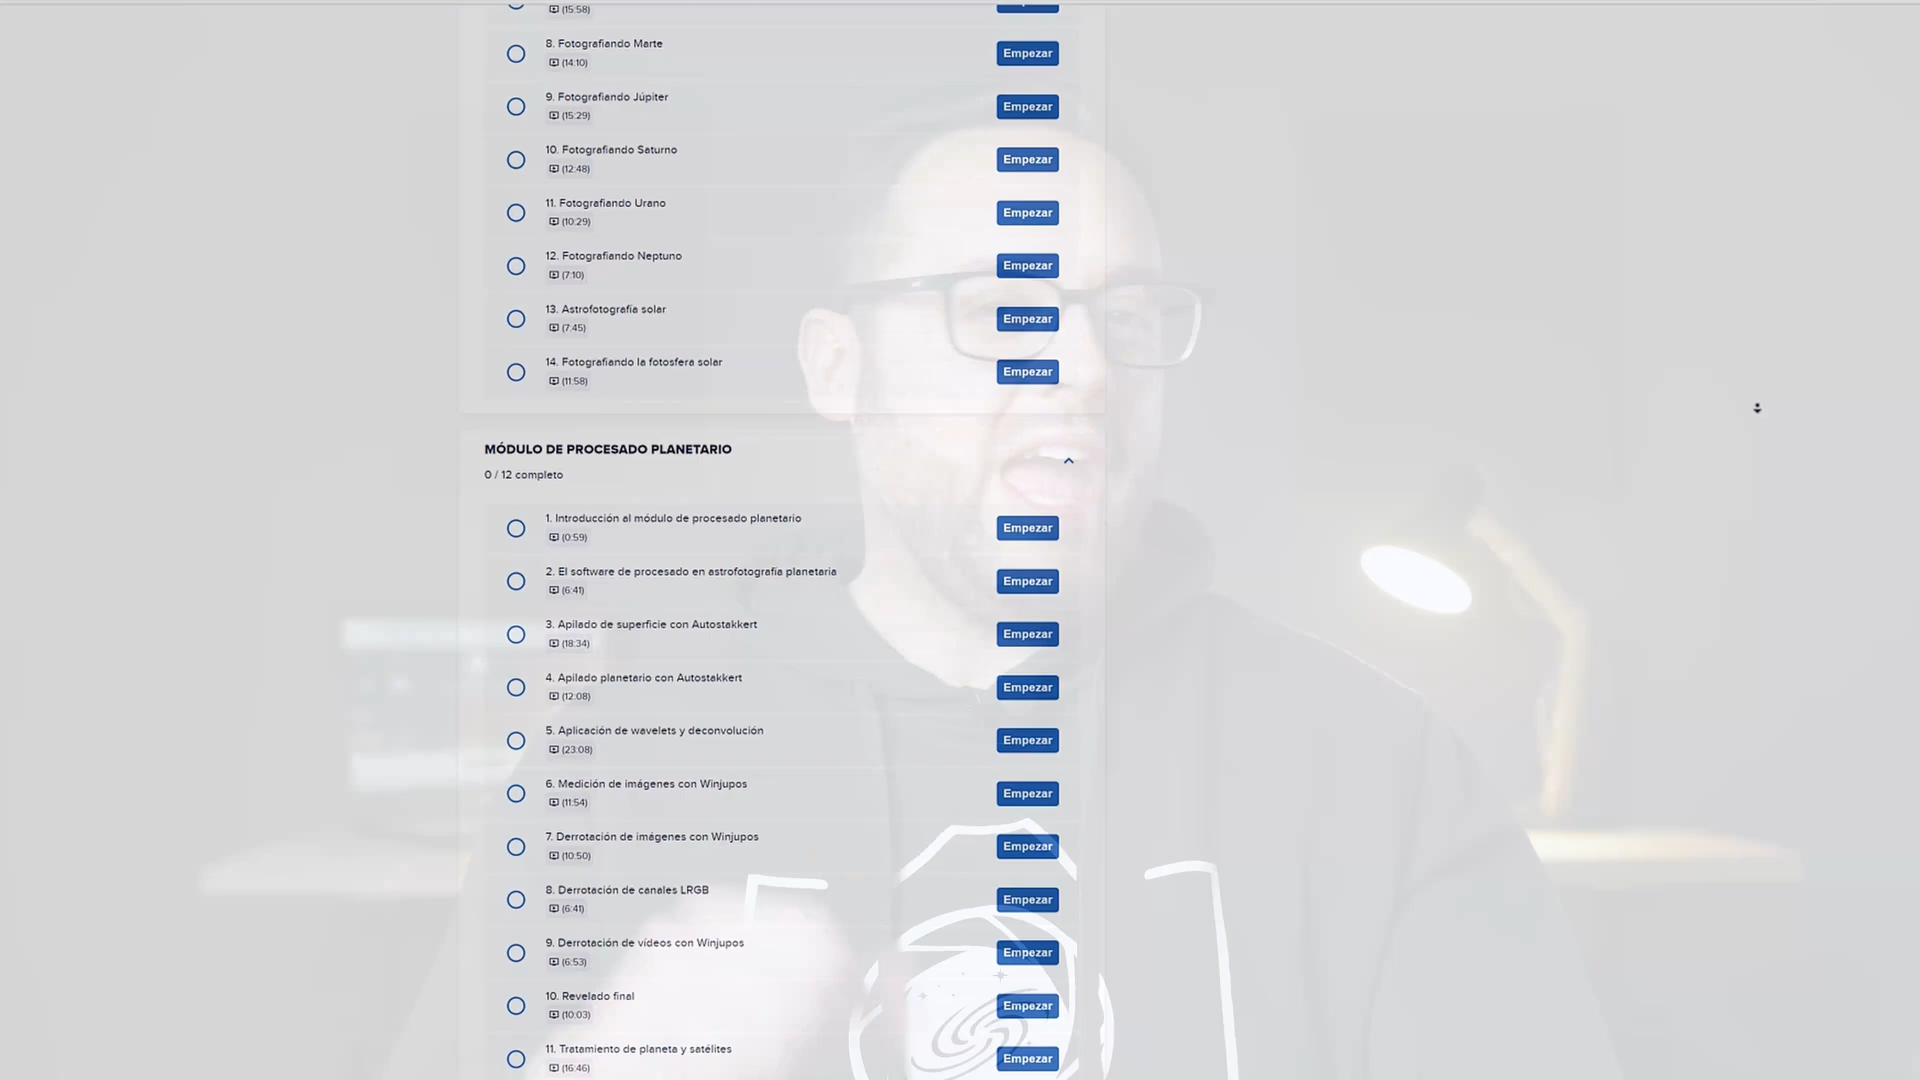 (15:58)
8. Fotografiando Marte
(14:10)
Empezar
9. Fotografiando Júpiter
(15:29)
Empezar
10. Fotografiando Saturno
(12:48)
Empezar
11. Fotografiando Urano
(10:29)
Empezar
12. Fotografiando Neptuno
(7:10)
Empezar
13. Astrofotografía solar
(7:45)
Empezar
14. Fotografiando la fotosfera solar
(11:58)
Empezar
MÓDULO DE PROCESADO PLANETARIO
0 / 12 completo
1. Introducción al módulo de procesado planetario
(0:59)
Empezar
2. El software de procesado en astrofotografía planetaria
(6:41)
Empezar
3. Apilado de superficie con Autostakkert
(18:34)
Empezar
4. Apilado planetario con Autostakkert
(12:08)
Empezar
5. Aplicación de wavelets y deconvolución
(23:08)
Empezar
6. Medición de imágenes con Winjupos
(11:54)
Empezar
7. Derrotación de imágenes con Winjupos
(10:50)
Empezar
8. Derrotación de canales LRGB
(6:41)
Empezar
9. Derrotación de vídeos con Winjupos
(6:53)
Empezar
10. Revelado final
(10:03)
Empezar
11. Tratamiento de planeta y satélites
(16:46)
Empezar